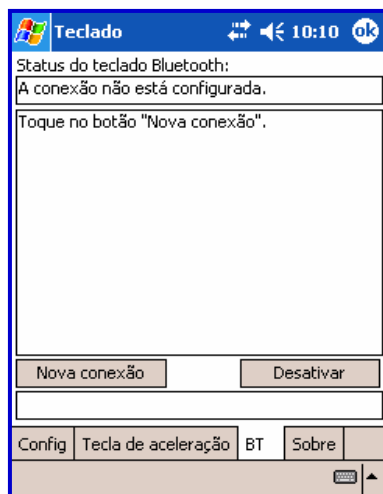 Teclado 10:10 ok
Status do teclado Bluetooth:
A conexão não está configurada.
Toque no botão "Nova conexão".
Nova conexão Desativar
Config Tecla de aceleração BT Sobre